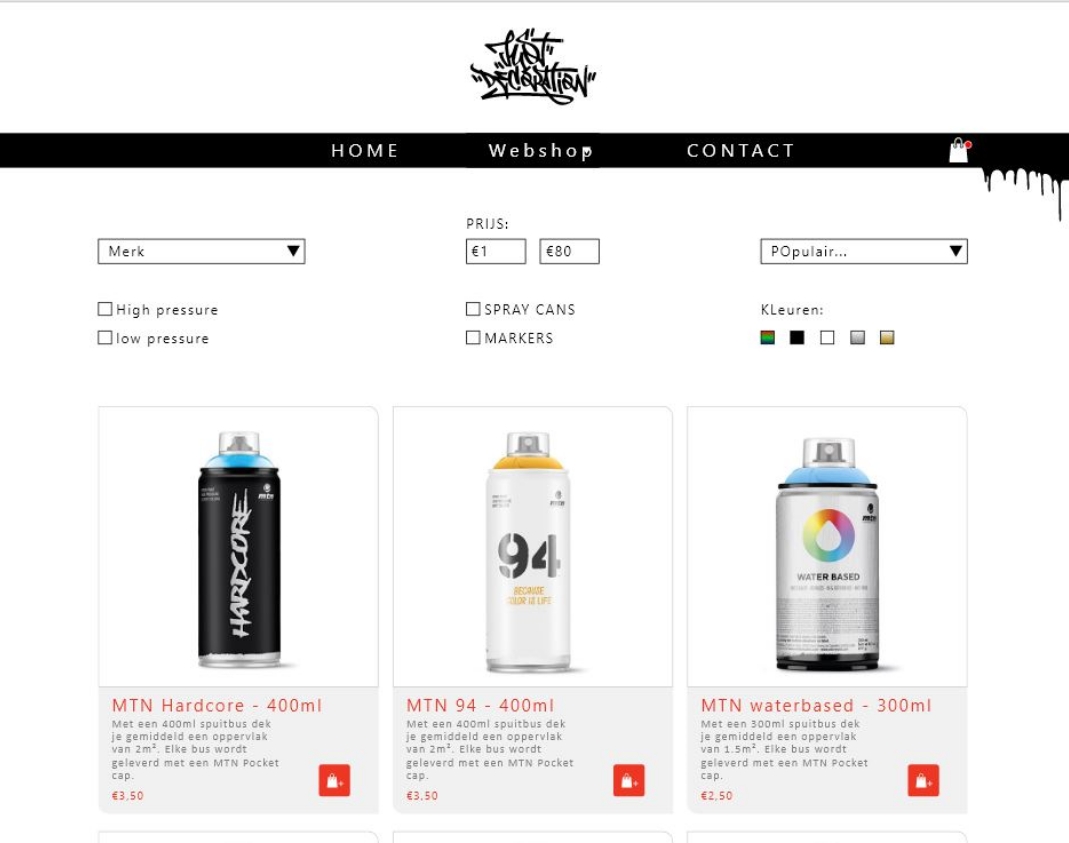 "JUST"
"DECORATION"
HOME Webshop CONTACT
PRIJS:
Merk €1 €80 POpulair...
High pressure SPRAY CANS KLeuren:
low pressure MARKERS
mtn
HARDCORE
mtn
94
BECAUSE
COLOR IS LIFE
mtn
WATER BASED
MTN Hardcore - 400ml
Met een 400ml spuitbus dek
je gemiddeld een oppervlak
van 2m². Elke bus wordt
geleverd met een MTN Pocket
cap.
€3,50
MTN 94 - 400ml
Met een 400ml spuitbus dek
je gemiddeld een oppervlak
van 2m². Elke bus wordt
geleverd met een MTN Pocket
cap.
€3,50
MTN waterbased - 300ml
Met een 300ml spuitbus dek
je gemiddeld een oppervlak
van 1.5m². Elke bus wordt
geleverd met een MTN Pocket
cap.
€2,50